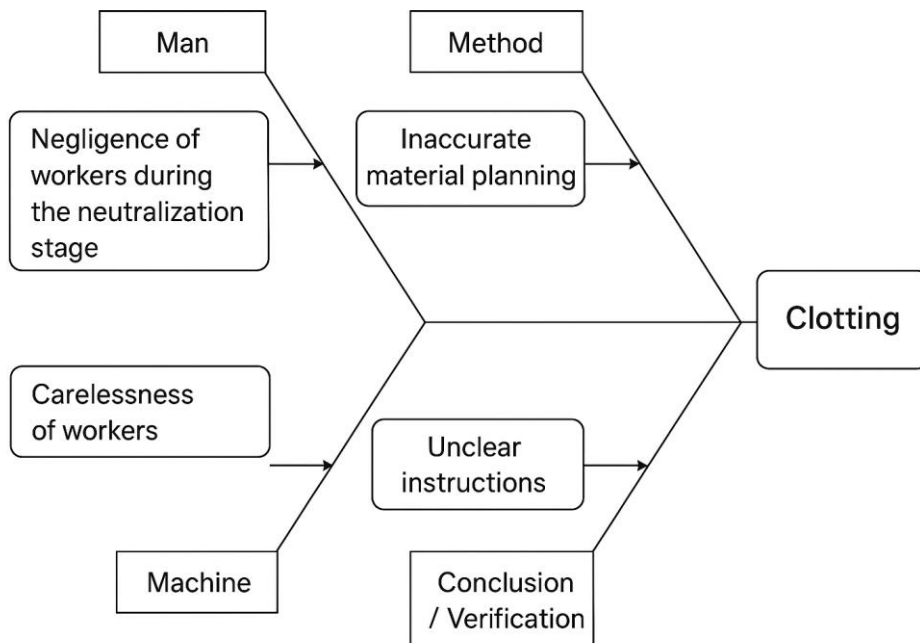 Man
Method
Negligence of
workers during
the neutralization
stage
Inaccurate
material planning
Clotting
Carelessness
of workers
Unclear
instructions
Machine
Conclusion
/ Verification